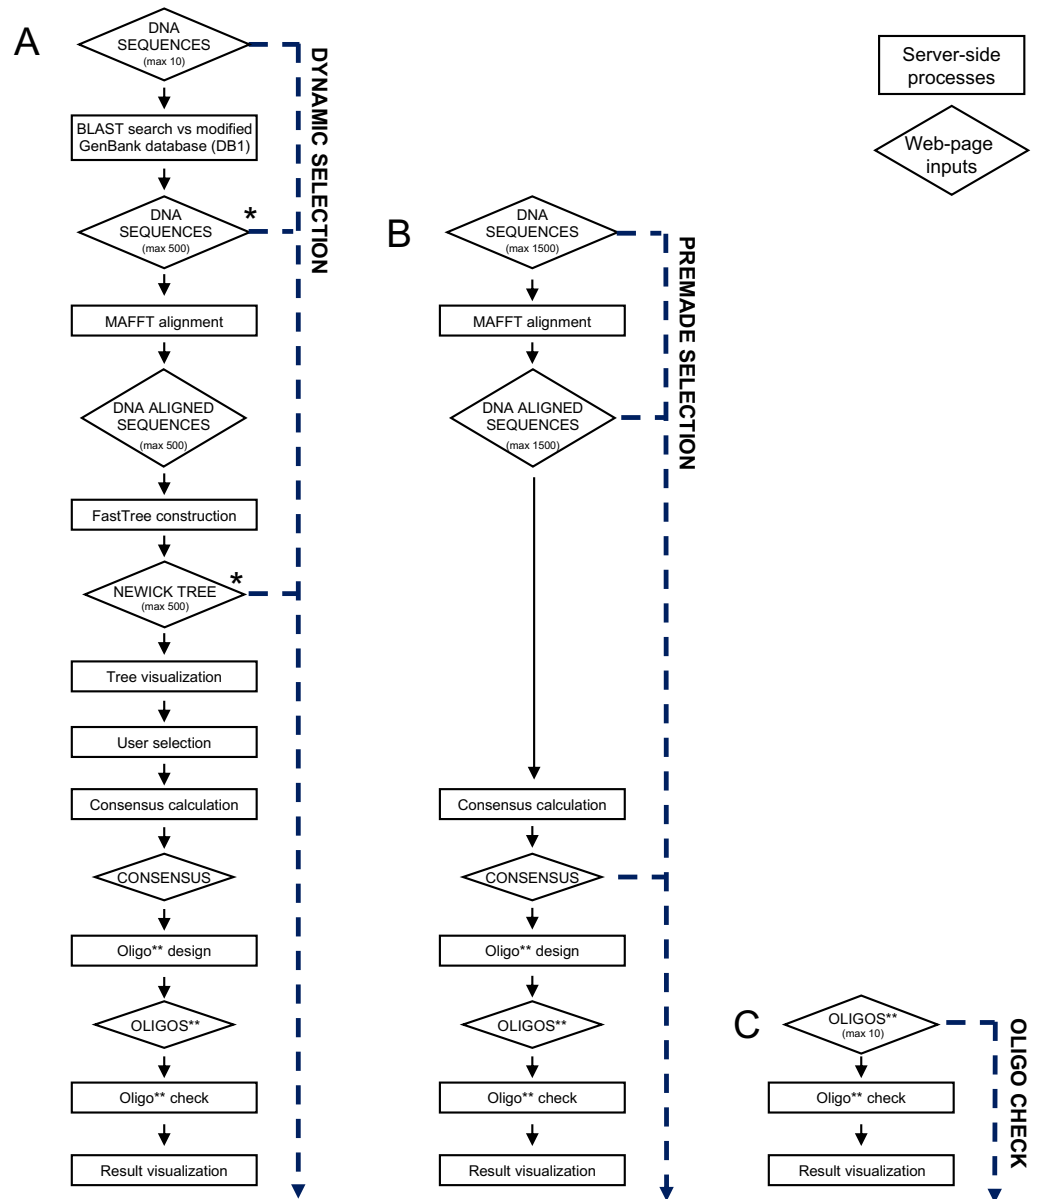 A
DNA
SEQUENCES
(max 10)
BLAST search vs modified
GenBank database (DB1)
DNA
SEQUENCES
(max 500)
*
MAFFT alignment
DNA ALIGNED
SEQUENCES
(max 500)
FastTree construction
NEWICK TREE
(max 500)
*
Tree visualization
User selection
Consensus calculation
CONSENSUS
Oligo** design
OLIGOS**
Oligo** check
Result visualization
DYNAMIC SELECTION
B
DNA
SEQUENCES
(max 1500)
MAFFT alignment
DNA ALIGNED
SEQUENCES
(max 1500)
Consensus calculation
CONSENSUS
Oligo** design
OLIGOS**
Oligo** check
Result visualization
PREMADE SELECTION
C
OLIGOS**
(max 10)
Oligo** check
Result visualization
OLIGO CHECK
Server-side
processes
Web-page
inputs